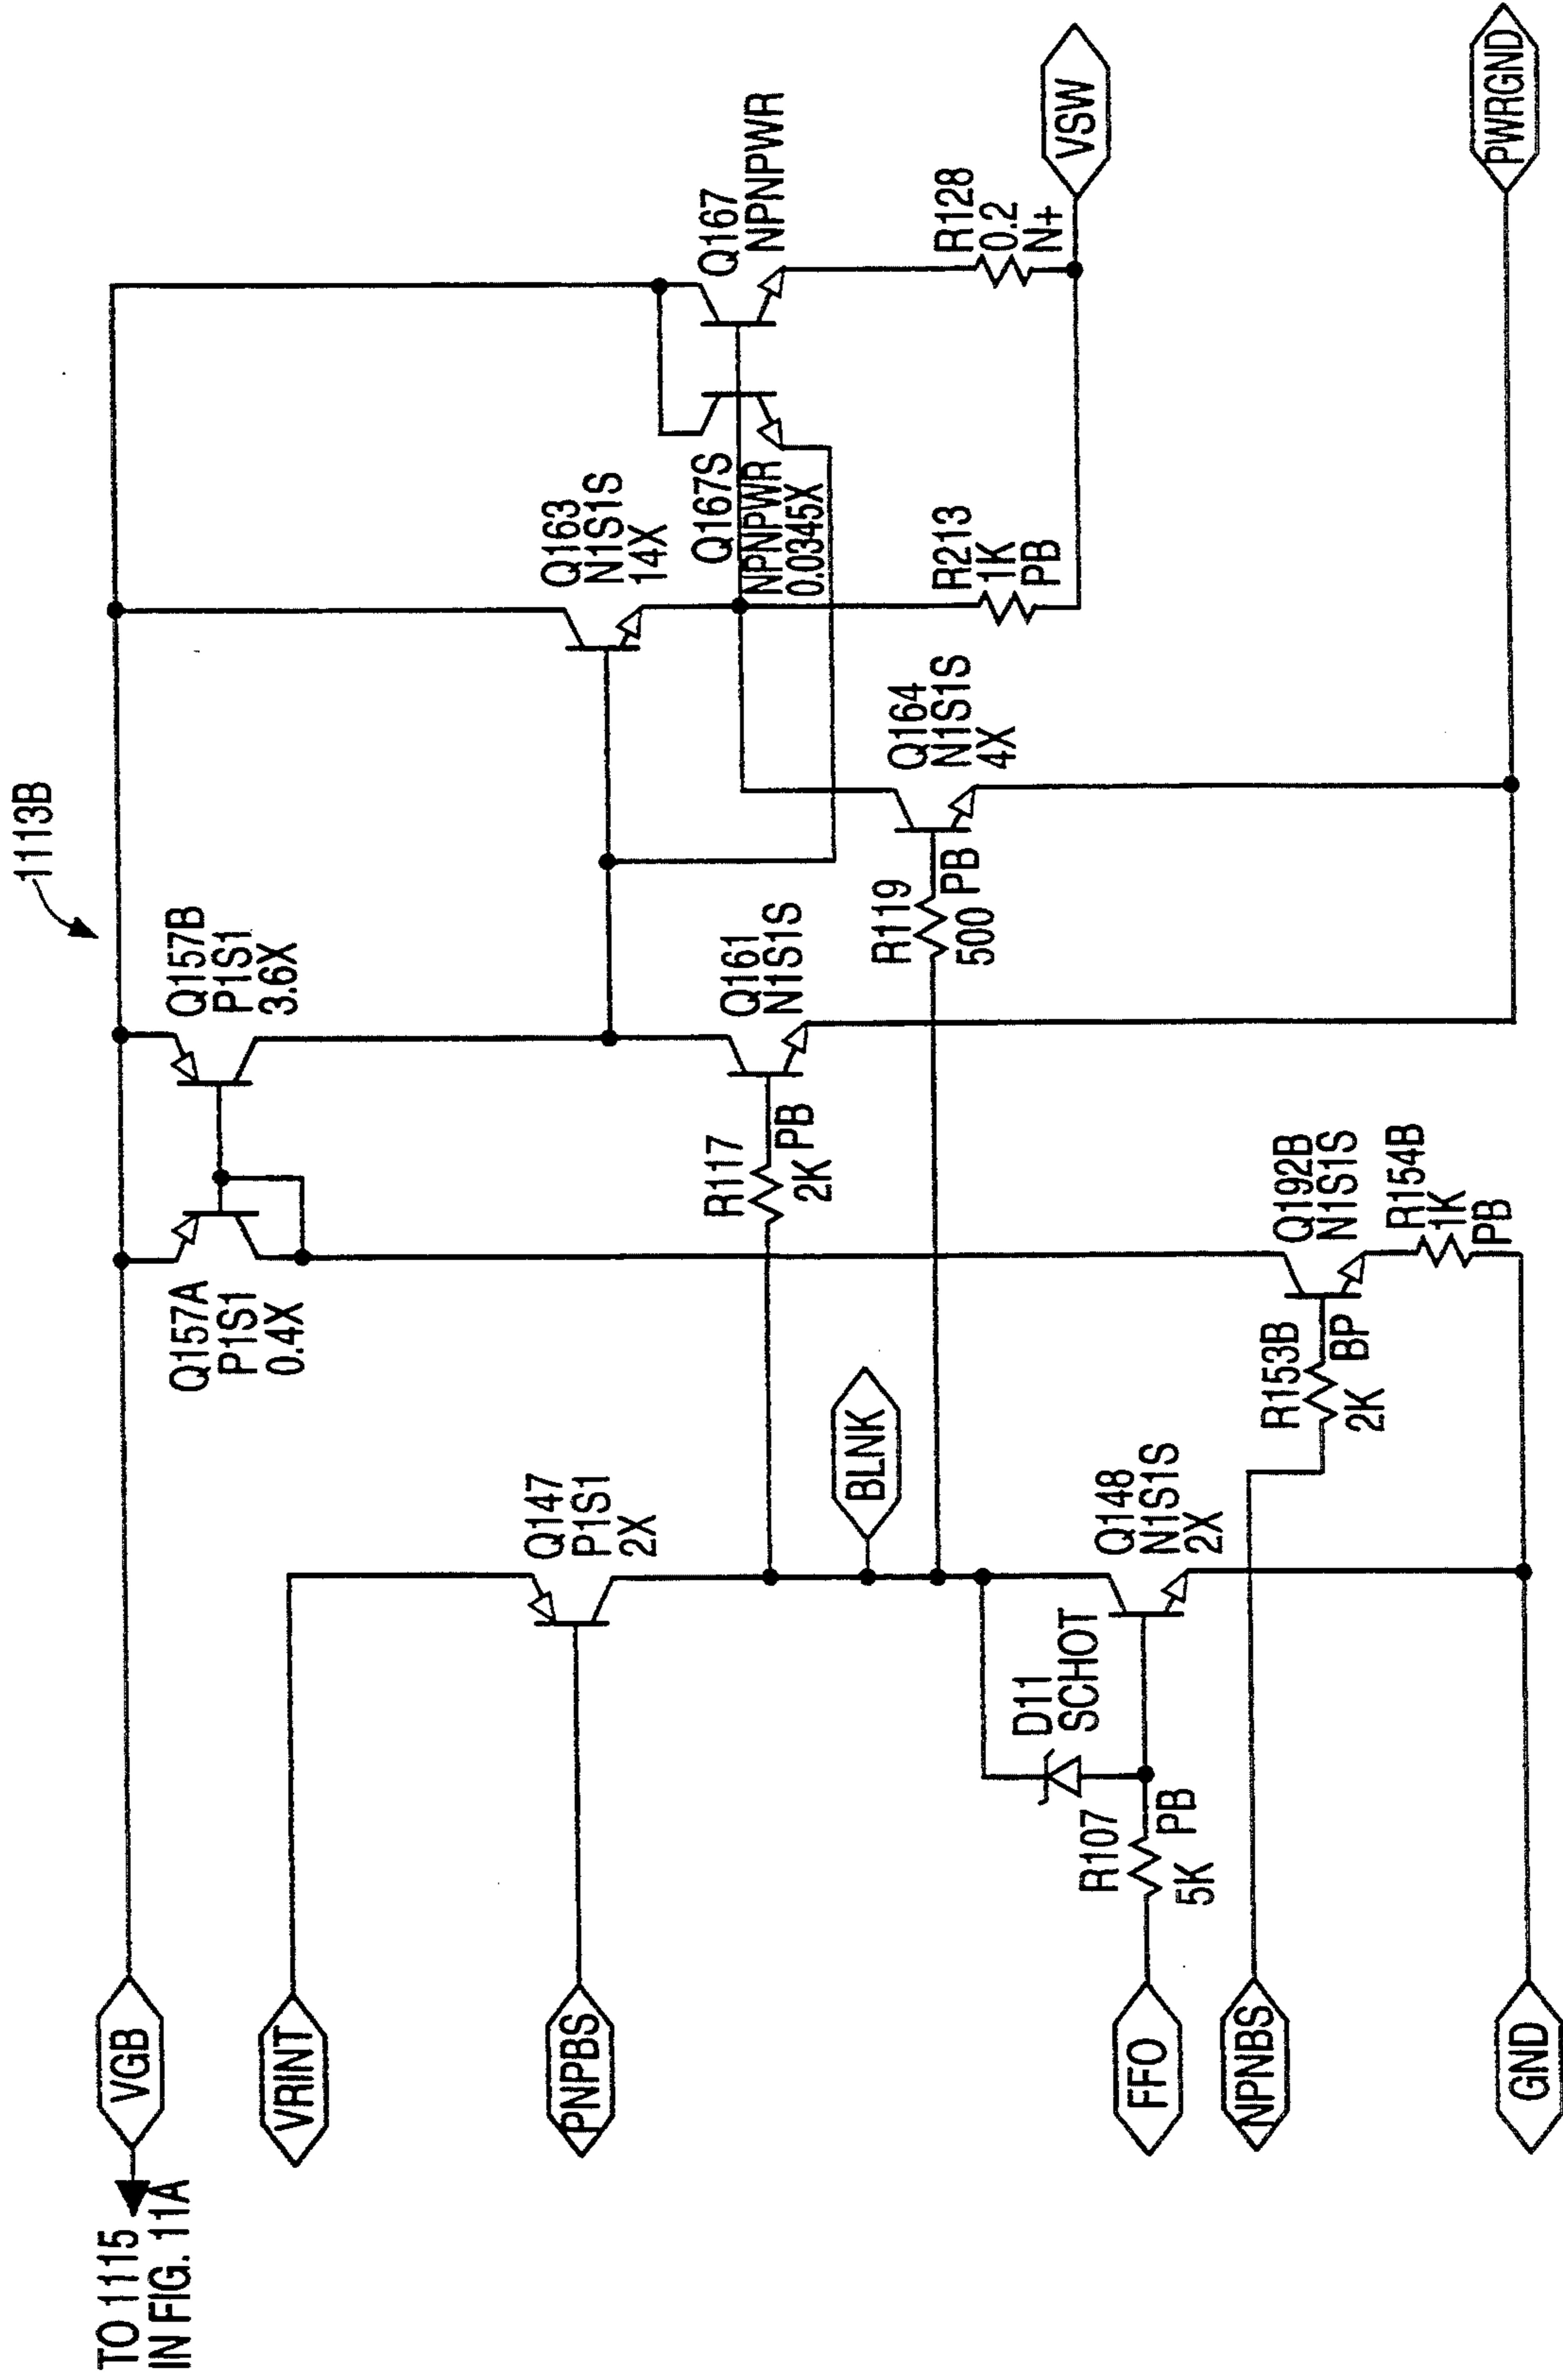 1113B
TO 1115
IN FIG. 11A
VGB
VRINT
PNPBS
FFO
NPNBS
GND
Q157A
P1S1
0.4X
Q157B
P1S1
3.6X
Q147
P1S1
2X
BLNK
D11
SCHOT
R107
5K
PB
Q148
N1S1S
2X
R117
2K
PB
Q161
N1S1S
R153B
2K
BP
Q192B
N1S1S
R154B
1K
PB
R119
500
PB
Q164
N1S1S
4X
Q163
N1S1S
14X
Q167S
NPNPWR
0.0345X
R213
1K
PB
Q167
NPNPWR
R128
0.2
N+
VSW
PWRGND